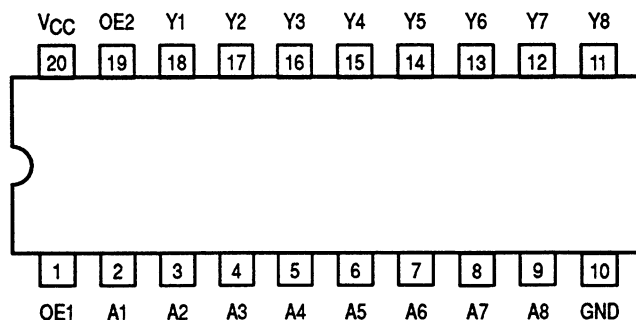 VCC OE2 Y1 Y2 Y3 Y4 Y5 Y6 Y7 Y8
20 19 18 17 16 15 14 13 12 11
1 2 3 4 5 6 7 8 9 10
OE1 A1 A2 A3 A4 A5 A6 A7 A8 GND